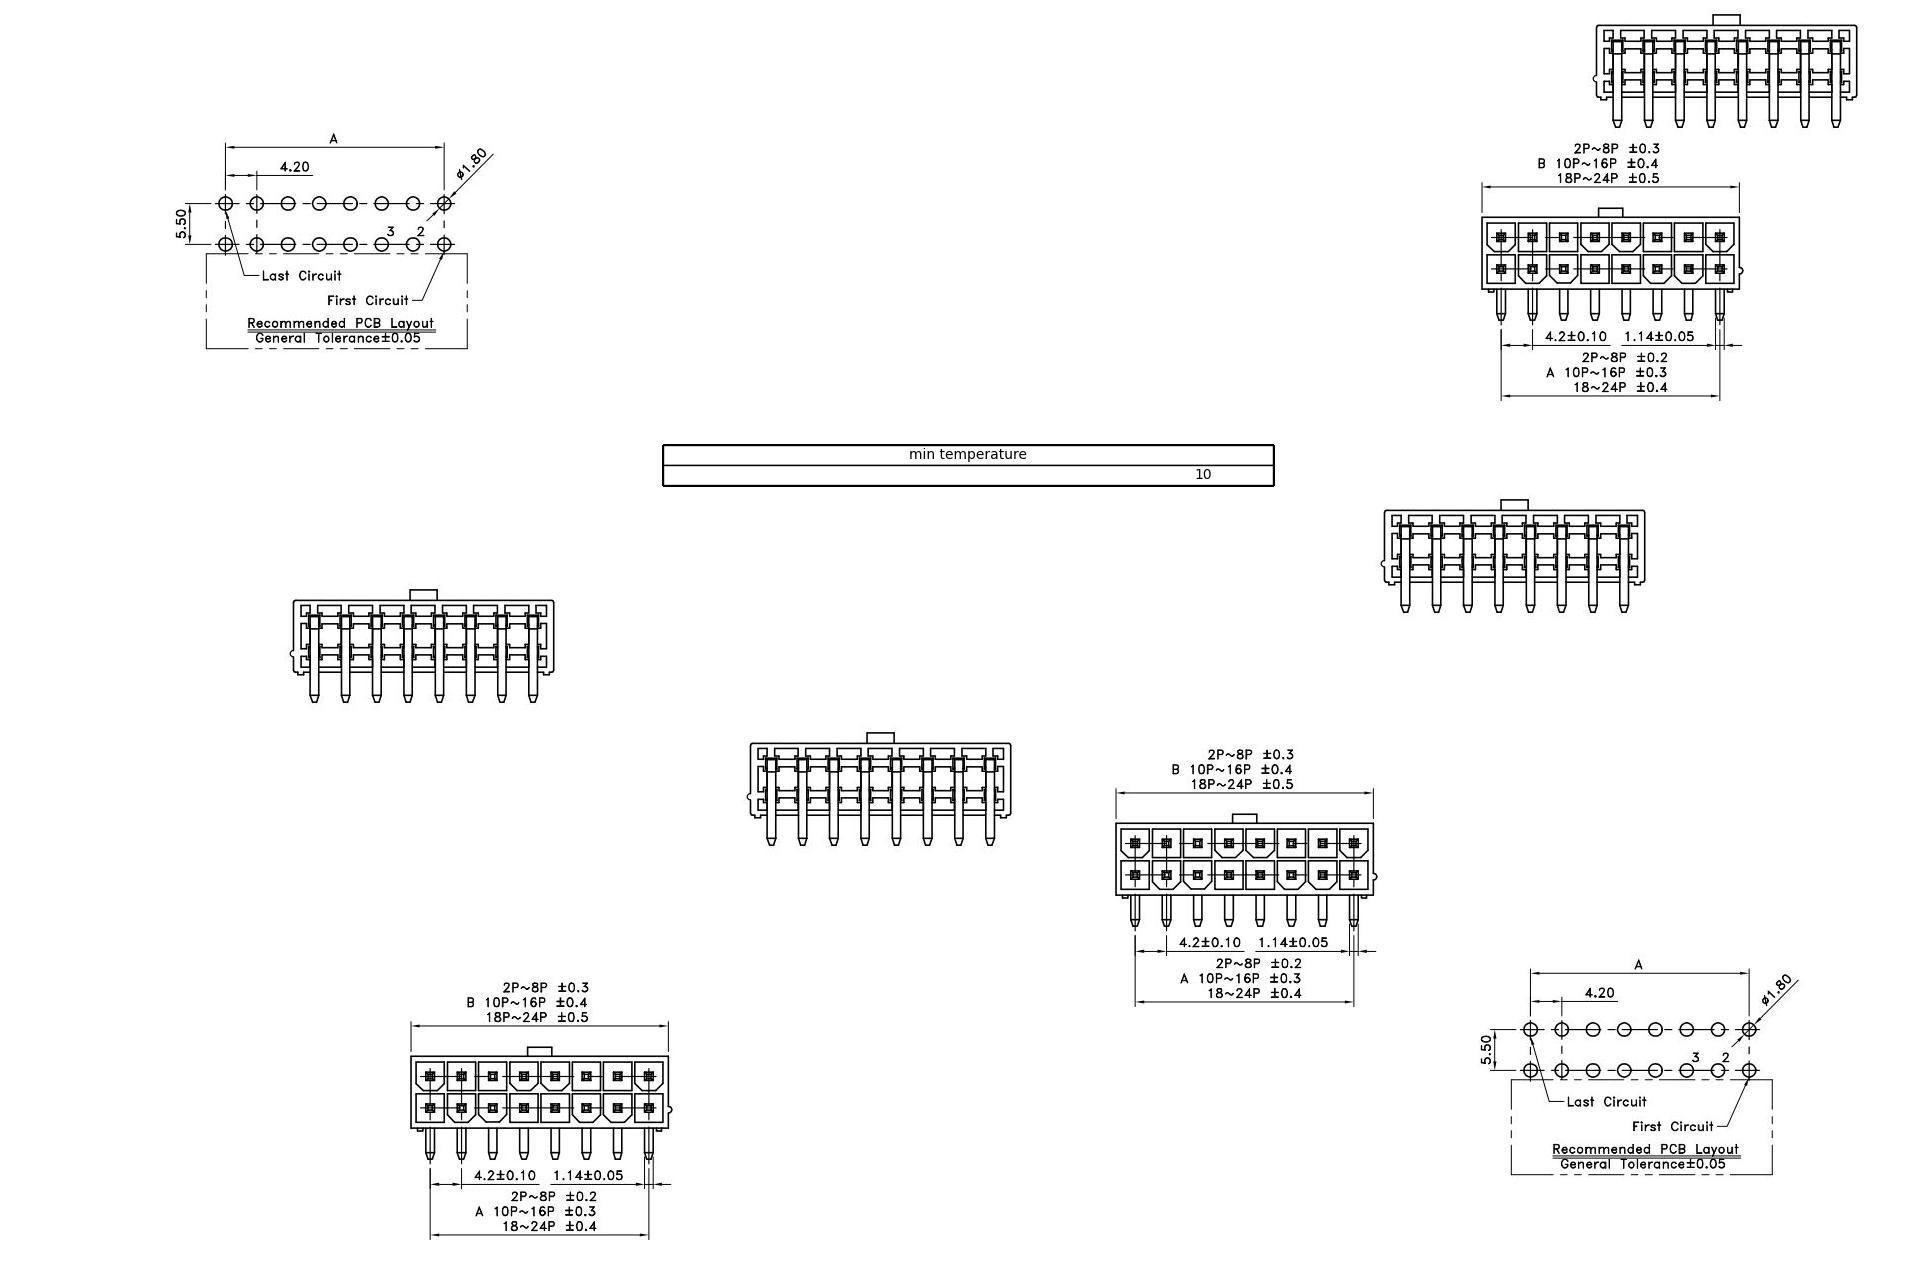 2P~8P ±0.3
B 10P~16P ±0.4
18P~24P ±0.5
4.2±0.10 1.14±0.05
2P~8P ±0.2
A 10P~16P ±0.3
18~24P ±0.4
A
4.20
ø1.80
5.50
3 2
Last Circuit
First Circuit
Recommended PCB Layout
General Tolerance±0.05
min temperature
10
2P~8P ±0.3
B 10P~16P ±0.4
18P~24P ±0.5
4.2±0.10 1.14±0.05
2P~8P ±0.2
A 10P~16P ±0.3
18~24P ±0.4
2P~8P ±0.3
B 10P~16P ±0.4
18P~24P ±0.5
4.2±0.10 1.14±0.05
2P~8P ±0.2
A 10P~16P ±0.3
18~24P ±0.4
A
4.20
ø1.80
5.50
3 2
Last Circuit
First Circuit
Recommended PCB Layout
General Tolerance±0.05